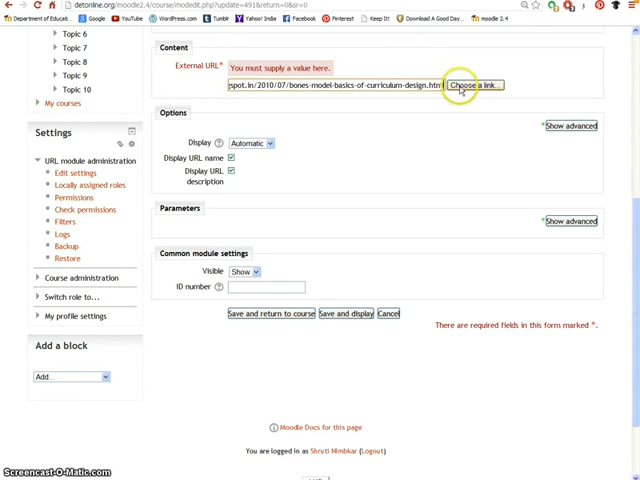 detonline.org/moodle2.4/course/modedit.php?update=491&return=0&sr=0
Department of Educati... Google YouTube WordPress.com Tumblr Yahoo! India Facebook Pinterest Keep It! Download A Good Day... moodle 2.4
Topic 6
Topic 7
Topic 8
Topic 9
Topic 10
My courses
Settings
URL module administration
Edit settings
Locally assigned roles
Permissions
Check permissions
Filters
Logs
Backup
Restore
Course administration
Switch role to...
My profile settings
Add a block
Add...
Content
External URL* You must supply a value here.
gspot.in/2010/07/bones-model-basics-of-curriculum-design.html Choose a link...
Options
* Show advanced
Display Automatic
Display URL name
Display URL
description
Parameters
* Show advanced
Common module settings
Visible Show
ID number
Save and return to course Save and display Cancel
There are required fields in this form marked *.
Moodle Docs for this page
You are logged in as Shruti Nimbkar (Logout)
Screencast-O-Matic.com